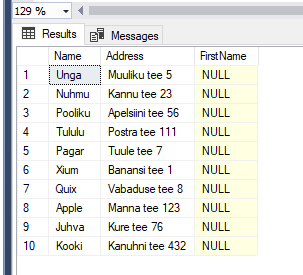 129 %
Results Messages
Name Address FirstName
1 Unga Muuliku tee 5 NULL
2 Nuhmu Kannu tee 23 NULL
3 Pooliku Apelsiini tee 56 NULL
4 Tululu Postra tee 111 NULL
5 Pagar Tuule tee 7 NULL
6 Xium Banansi tee 1 NULL
7 Quix Vabaduse tee 8 NULL
8 Apple Manna tee 123 NULL
9 Juhva Kure tee 76 NULL
10 Kooki Kanuhni tee 432 NULL